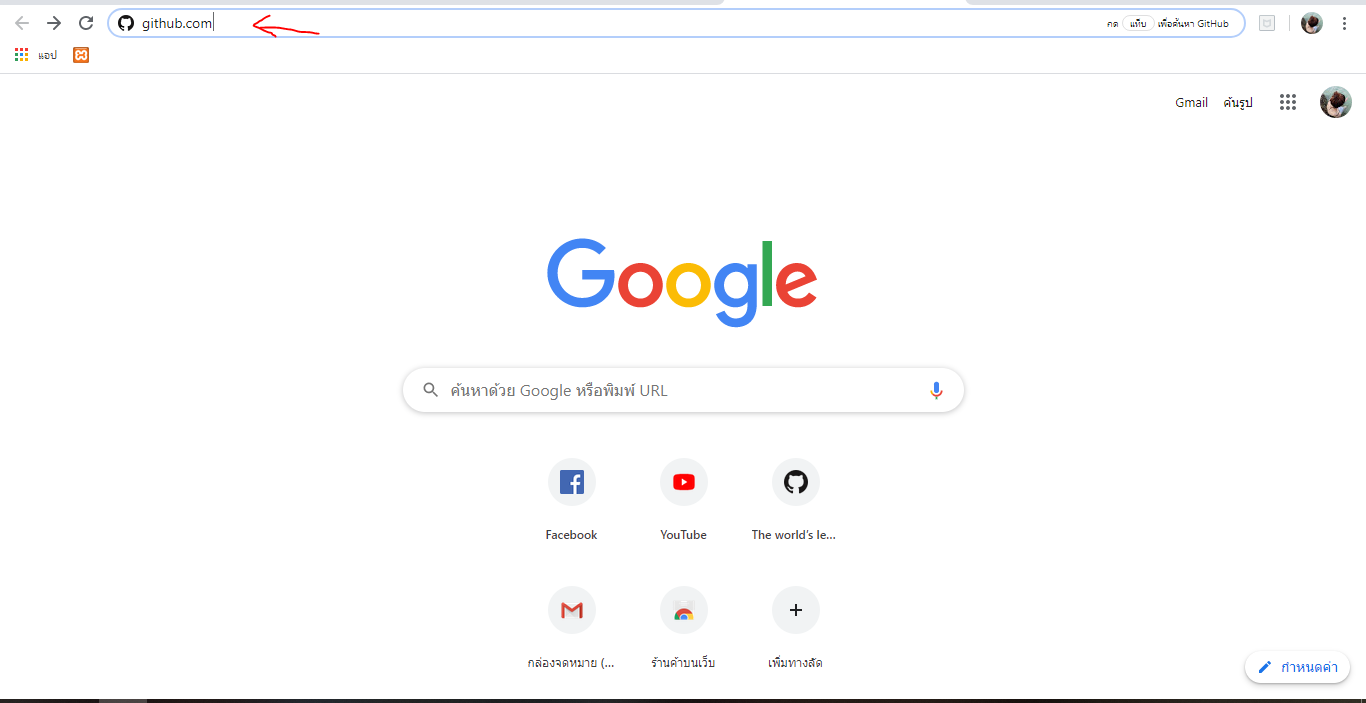 github.com กด แท็บ เพื่อค้นหา GitHub
แอป
Gmail ค้นรูป
Google
ค้นหาด้วย Google หรือพิมพ์ URL
Facebook YouTube The world's le...
กล่องจดหมาย (... ร้านค้าบนเว็บ เพิ่มทางลัด
กำหนดค่า